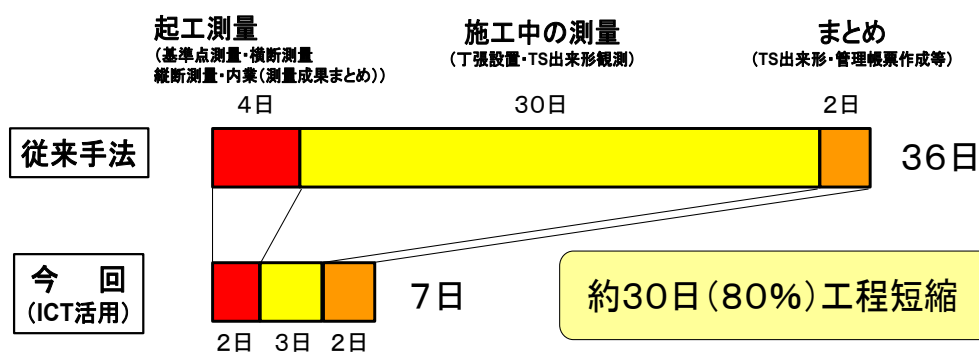 起工測量
(基準点測量・横断測量
縦断測量・内業(測量成果まとめ))
施工中の測量
(丁張設置・TS出来形観測)
まとめ
(TS出来形・管理帳票作成等)
4日
30日
2日
従来手法
36日
今 回
(ICT活用)
7日
約30日(80%)工程短縮
2日 3日 2日